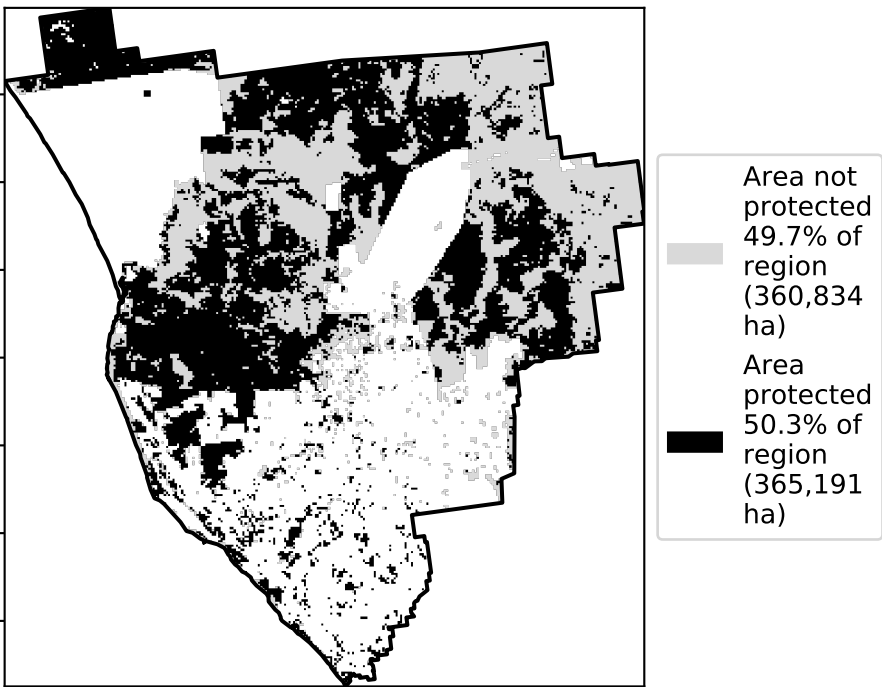 Area not
protected
49.7% of
region
(360,834
ha)
Area
protected
50.3% of
region
(365,191
ha)